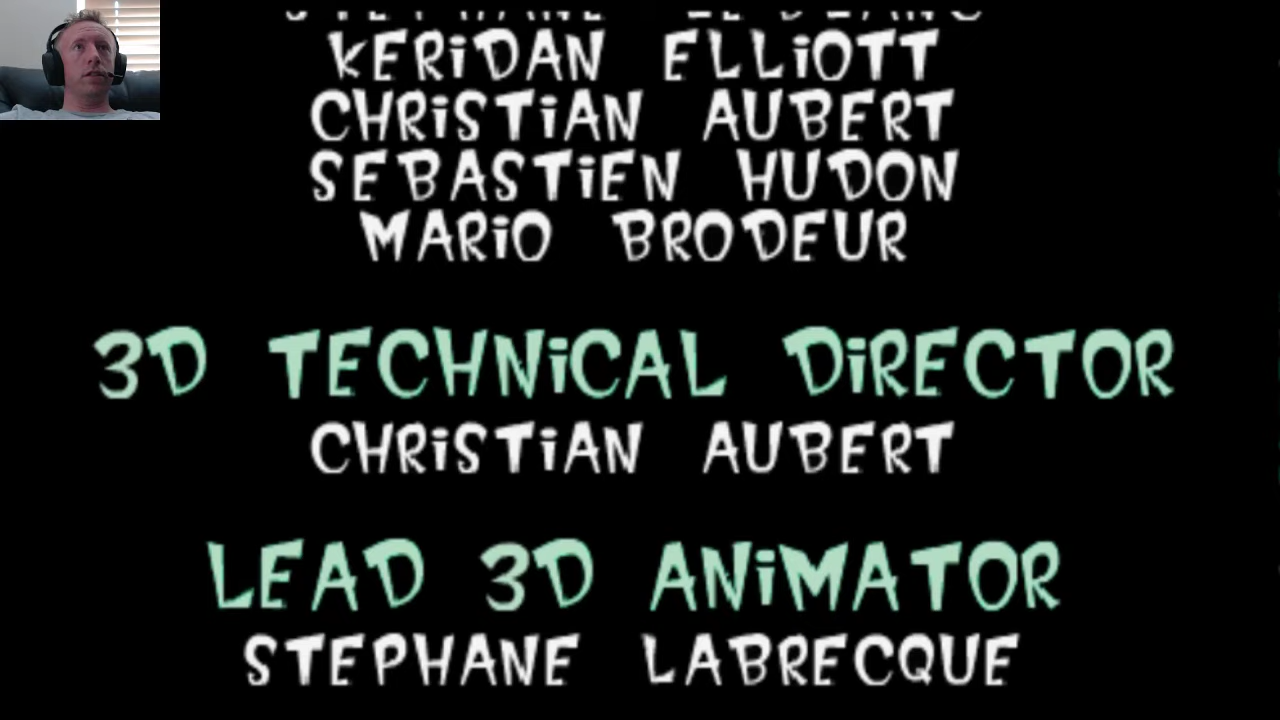 KERiDAN ELLiOTT
CHRiSTiAN AUBERT
SEBASTiEN HUDON
MARiO BRODEUR
3D TECHNiCAL DiRECTOR
CHRiSTiAN AUBERT
LEAD 3D ANiMATOR
STEPHANE LABRECQUE